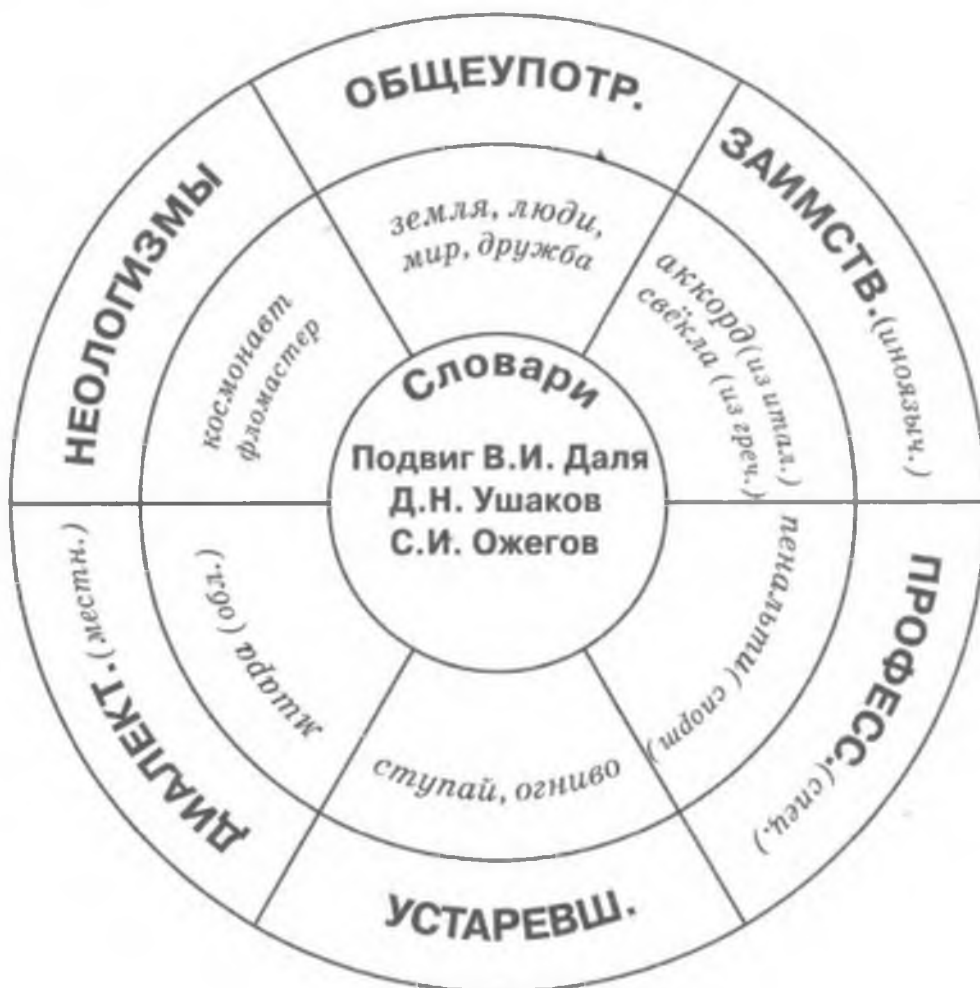 ОБЩЕУПОТР.
земля, люди,
мир, дружба
ЗАИМСТВ. (иноязыч.)
аккорд (из итал.)
свёкла (из греч.)
ПРОФЕСС. (спец.)
пенальти (спорт)
УСТАРЕВШ.
ступай, огниво
ДИАЛЕКТ. (местн.)
мшара (обл.)
НЕОЛОГИЗМЫ
космонавт
фломастер
Словари
Подвиг В.И. Даля
Д.Н. Ушаков
С.И. Ожегов